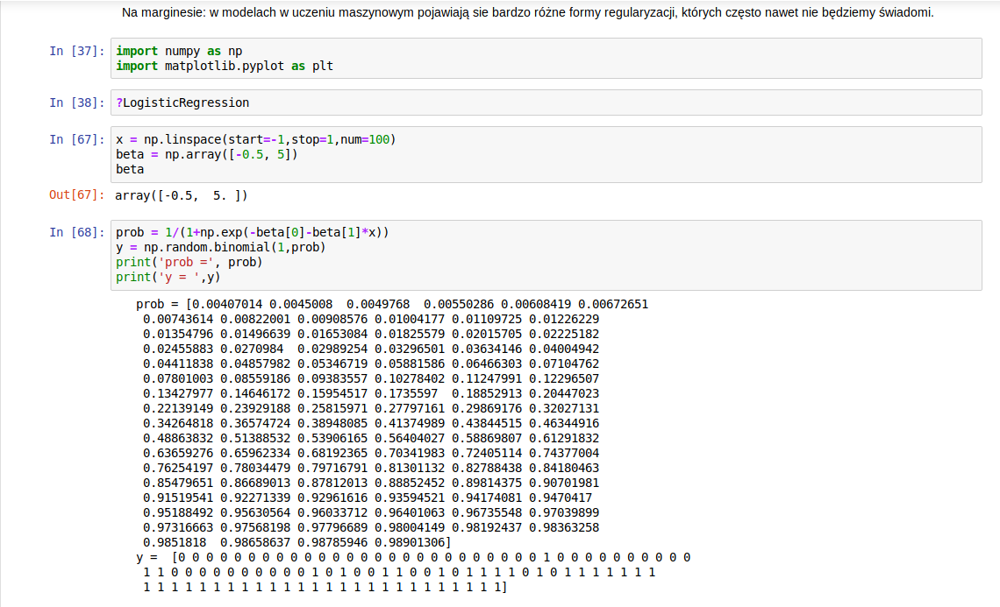 Na marginesie: w modelach w uczeniu maszynowym pojawiają sie bardzo różne formy regularyzacji, których często nawet nie będziemy świadomi.
In [37]: import numpy as np
import matplotlib.pyplot as plt
In [38]: ?LogisticRegression
In [67]: x = np.linspace(start=-1,stop=1,num=100)
beta = np.array([-0.5, 5])
beta
Out[67]: array([-0.5,  5. ])
In [68]: prob = 1/(1+np.exp(-beta[0]-beta[1]*x))
y = np.random.binomial(1,prob)
print('prob =', prob)
print('y = ',y)
prob = [0.00407014 0.0045008  0.0049768  0.00550286 0.00608419 0.00672651
0.00743614 0.00822001 0.00908576 0.01004177 0.01109725 0.01226229
0.01354796 0.01496639 0.01653084 0.01825579 0.02015705 0.02225182
0.02455883 0.0270984  0.02989254 0.03296501 0.03634146 0.04004942
0.04411838 0.04857982 0.05346719 0.05881586 0.06466303 0.07104762
0.07801003 0.08559186 0.09383557 0.10278402 0.11247991 0.12296507
0.13427977 0.14646172 0.15954517 0.1735597  0.18852913 0.20447023
0.22139149 0.23929188 0.25815971 0.27797161 0.29869176 0.32027131
0.34264818 0.36574724 0.38948085 0.41374989 0.43844515 0.46344916
0.48863832 0.51388532 0.53906165 0.56404027 0.58869807 0.61291832
0.63659276 0.65962334 0.68192365 0.70341983 0.72405114 0.74377004
0.76254197 0.78034479 0.79716791 0.81301132 0.82788438 0.84180463
0.85479651 0.86689013 0.87812013 0.88852452 0.89814375 0.90701981
0.91519541 0.92271339 0.92961616 0.93594521 0.94174081 0.9470417
0.95188492 0.95630564 0.96033712 0.96401063 0.96735548 0.97039899
0.97316663 0.97568198 0.97796689 0.98004149 0.98192437 0.98363258
0.9851818  0.98658637 0.98785946 0.98901306]
y =  [0 0 0 0 0 0 0 0 0 0 0 0 0 0 0 0 0 0 0 0 0 0 0 0 0 0 1 0 0 0 0 0 0 0 0 0 0
1 1 0 0 0 0 0 0 0 0 0 0 1 0 1 0 0 1 1 0 0 1 0 1 1 1 1 0 1 0 1 1 1 1 1 1 1
1 1 1 1 1 1 1 1 1 1 1 1 1 1 1 1 1 1 1 1 1 1 1 1 1 1]